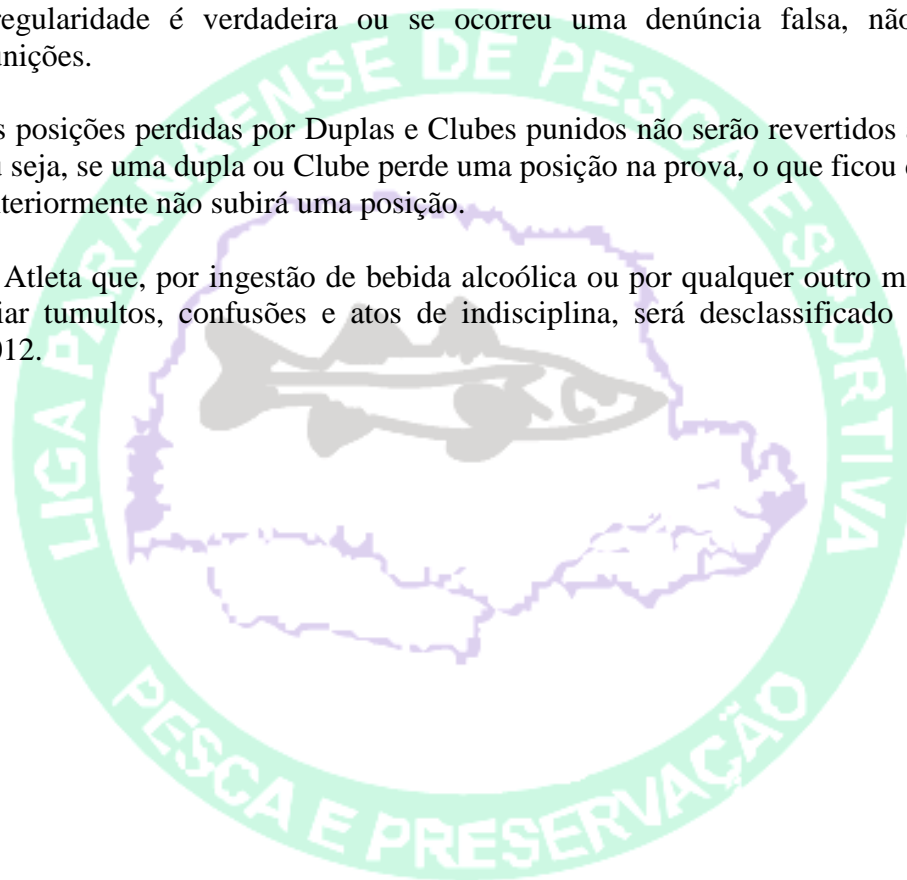 regularidade é verdadeira ou se ocorreu uma denúncia falsa, não
unições.
s posições perdidas por Duplas e Clubes punidos não serão revertidos a
u seja, se uma dupla ou Clube perde uma posição na prova, o que ficou
nteriormente não subirá uma posição.
Atleta que, por ingestão de bebida alcoólica ou por qualquer outro m
iar tumultos, confusões e atos de indisciplina, será desclassificado
012.
LIGA PARANAENSE DE PESCA ESPORTIVA
PESCA E PRESERVAÇÃO